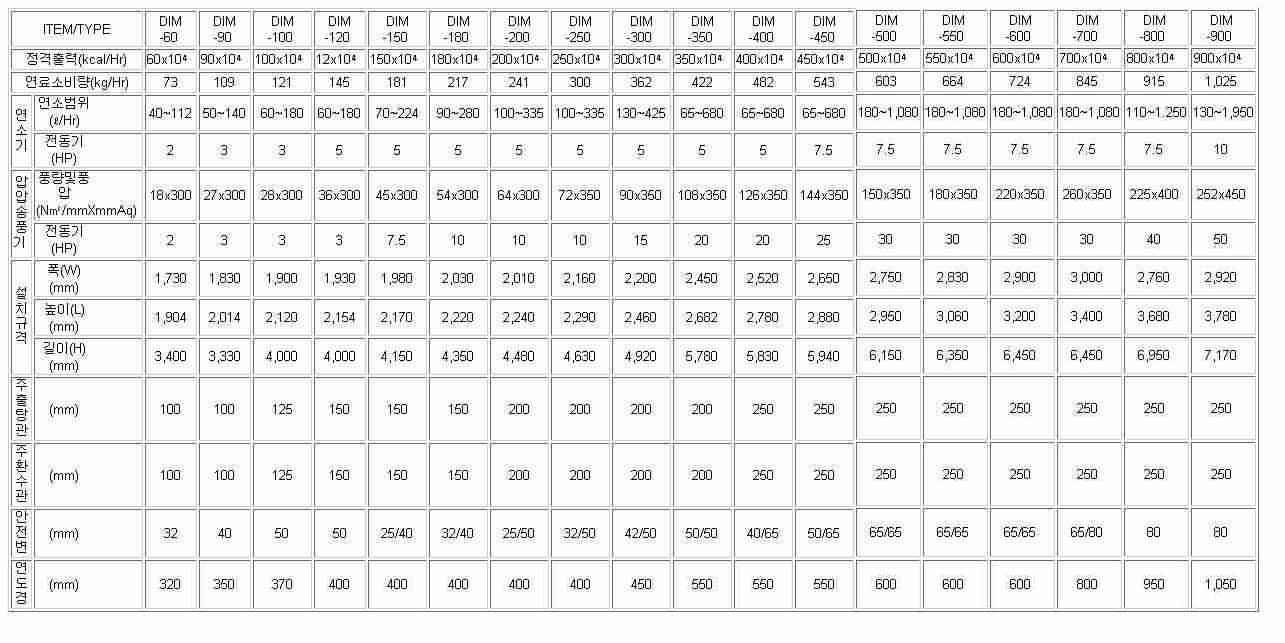 ITEM/TYPE DIM -60 DIM -90 DIM -100 DIM -120 DIM -150 DIM -180 DIM -200 DIM -250 DIM -300 DIM -350 DIM -400 DIM -450 DIM -500 DIM -550 DIM -600 DIM -700 DIM -800 DIM -900
정격출력(kcal/Hr) 60x10⁴ 90x10⁴ 100x10⁴ 12x10⁴ 150x10⁴ 180x10⁴ 200x10⁴ 250x10⁴ 300x10⁴ 350x10⁴ 400x10⁴ 450x10⁴ 500x10⁴ 550x10⁴ 600x10⁴ 700x10⁴ 800x10⁴ 900x10⁴
연료소비량(kg/Hr) 73 109 121 145 181 217 241 300 362 422 482 543 603 664 724 845 915 1,025
연소기 연소범위 (ℓ/Hr) 40~112 50~140 60~180 60~180 70~224 90~280 100~335 100~335 130~425 65~680 65~680 65~680 180~1,080 180~1,080 180~1,080 180~1,080 110~1.250 130~1,950
전동기 (HP) 2 3 3 5 5 5 5 5 5 5 5 7.5 7.5 7.5 7.5 7.5 7.5 10
압압송풍기 풍량및풍압 (N㎥/mmXmmAq) 18x300 27x300 28x300 36x300 45x300 54x300 64x300 72x350 90x350 108x350 126x350 144x350 150x350 180x350 220x350 260x350 225x400 252x450
전동기 (HP) 2 3 3 3 7.5 10 10 10 15 20 20 25 30 30 30 30 40 50
설치규격 폭(W) (mm) 1,730 1,830 1,900 1,930 1,980 2,030 2,010 2,160 2,200 2,450 2,520 2,650 2,750 2,830 2,900 3,000 2,760 2,920
높이(L) (mm) 1,904 2,014 2,120 2,154 2,170 2,220 2,240 2,290 2,460 2,682 2,780 2,880 2,950 3,060 3,200 3,400 3,680 3,780
길이(H) (mm) 3,400 3,330 4,000 4,000 4,150 4,350 4,480 4,630 4,920 5,780 5,830 5,940 6,150 6,350 6,450 6,450 6,950 7,170
주출탕관 (mm) 100 100 125 150 150 150 200 200 200 200 250 250 250 250 250 250 250 250
주환수관 (mm) 100 100 125 150 150 150 200 200 200 200 250 250 250 250 250 250 250 250
안전변 (mm) 32 40 50 50 25/40 32/40 25/50 32/50 42/50 50/50 40/65 50/65 65/65 65/65 65/65 65/80 80 80
연도경 (mm) 320 350 370 400 400 400 400 400 450 550 550 550 600 600 600 800 950 1,050